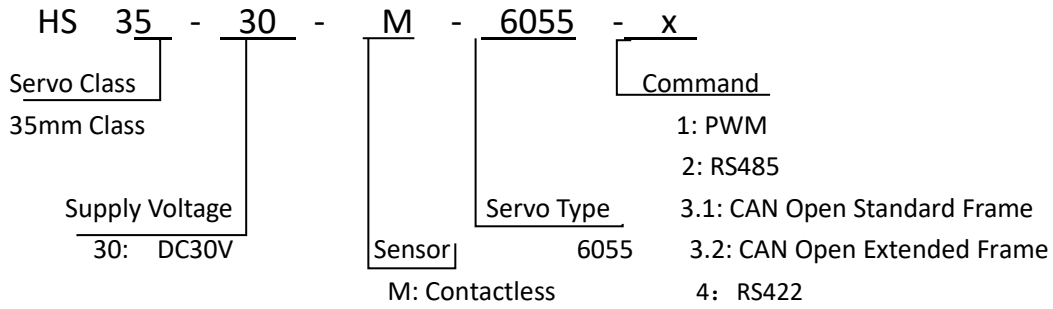 HS 35 - 30 - M - 6055 - x
Servo Class Command
35mm Class 1: PWM
2: RS485
Supply Voltage Servo Type 3.1: CAN Open Standard Frame
30: DC30V Sensor 6055 3.2: CAN Open Extended Frame
M: Contactless 4：RS422